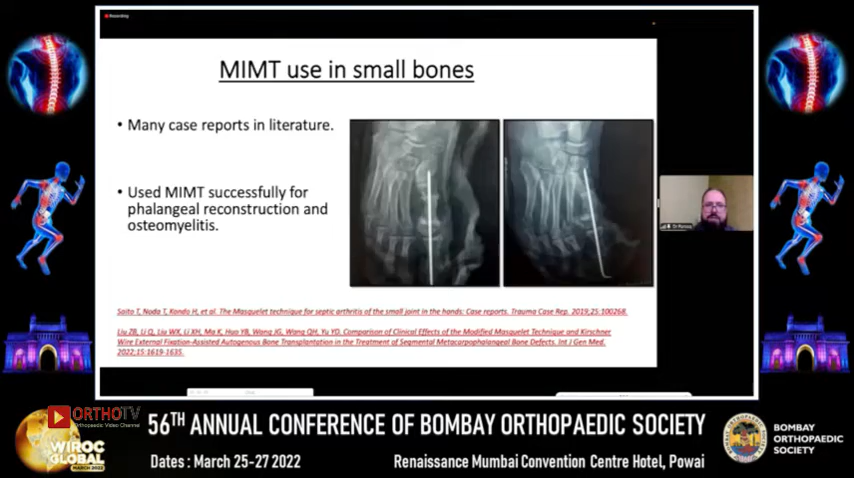 Recording
MIMT use in small bones
• Many case reports in literature.
• Used MIMT successfully for
phalangeal reconstruction and
osteomyelitis.
Saito T, Noda T, Kondo H, et al. The Masquelet technique for septic arthritis of the small joint in the hands: Case reports. Trauma Case Rep. 2019;25:100268.
Liu ZB, Li Q, Liu WX, Li XH, Ma K, Huo YB, Wang JG, Wang QH, Yu YD. Comparison of Clinical Effects of the Modified Masquelet Technique and Kirschner
Wire External Fixation-Assisted Autogenous Bone Transplantation in the Treatment of Segmental Metacarpophalangeal Bone Defects. Int J Gen Med.
2022;15:1619-1635.
ORTHOTV
Orthopaedic Video Channel
WIROC
GLOBAL
MARCH 2022
56TH ANNUAL CONFERENCE OF BOMBAY ORTHOPAEDIC SOCIETY
Dates : March 25-27 2022
Renaissance Mumbai Convention Centre Hotel, Powai
BOMBAY
ORTHOPAEDIC
SOCIETY